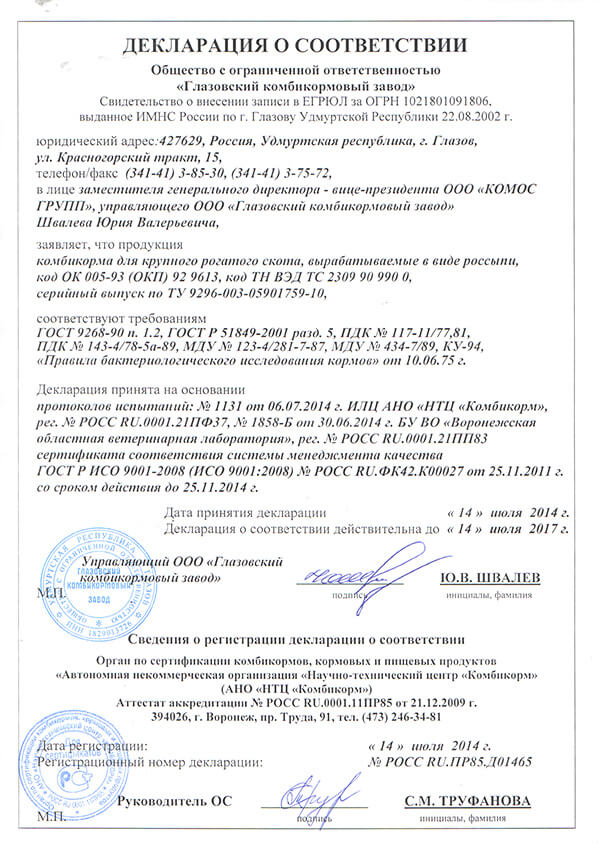 ДЕКЛАРАЦИЯ О СООТВЕТСТВИИ
Общество с ограниченной ответственностью
«Глазовский комбикормовый завод»
Свидетельство о внесении записи в ЕГРЮЛ за ОГРН 1021801091806,
выданное ИМНС России по г. Глазову Удмуртской Республики 22.08.2002 г.
юридический адрес:427629, Россия, Удмуртская республика, г. Глазов,
ул. Красногорский тракт, 15,
телефон/факс (341-41) 3-85-30, (341-41) 3-75-72,
в лице заместителя генерального директора - вице-президента ООО «КОМОС
ГРУПП», управляющего ООО «Глазовский комбикормовый завод»
Швалева Юрия Валерьевича,
заявляет, что продукция
комбикорма для крупного рогатого скота, вырабатываемые в виде россыпи,
код ОК 005-93 (ОКП) 92 9613, код ТН ВЭД ТС 2309 90 990 0,
серийный выпуск по ТУ 9296-003-05901759-10,
соответствуют требованиям
ГОСТ 9268-90 п. 1.2, ГОСТ Р 51849-2001 разд. 5, ПДК № 117-11/77,81,
ПДК № 143-4/78-5а-89, МДУ № 123-4/281-7-87, МДУ № 434-7/89, КУ-94,
«Правила бактериологического исследования кормов» от 10.06.75 г.
Декларация принята на основании
протоколов испытаний: № 1131 от 06.07.2014 г. ИЛЦ АНО «НТЦ «Комбикорм»,
рег. № РОСС RU.0001.21ПФ37, № 1858-Б от 30.06.2014 г. БУ ВО «Воронежская
областная ветеринарная лаборатория», рег. № РОСС RU.0001.21ПП83
сертификата соответствия системы менеджмента качества
ГОСТ Р ИСО 9001-2008 (ИСО 9001:2008) № РОСС RU.ФК42.К00027 от 25.11.2011 г.
со сроком действия до 25.11.2014 г.
Дата принятия декларации « 14 » июля 2014 г.
Декларация о соответствии действительна до « 14 » июля 2017 г.
Управляющий ООО «Глазовский
комбикормовый завод» Ю.В. ШВАЛЕВ
М.П. подпись инициалы, фамилия
УДМУРТСКАЯ РЕСПУБЛИКА
ГЛАЗОВСКИЙ
КОМБИКОРМОВЫЙ
ЗАВОД
ИНН 1829013726
Сведения о регистрации декларации о соответствии
Орган по сертификации комбикормов, кормовых и пищевых продуктов
«Автономная некоммерческая организация «Научно-технический центр «Комбикорм»
(АНО «НТЦ «Комбикорм»)
Аттестат аккредитации № РОСС RU.0001.11ПР85 от 21.12.2009 г.
394026, г. Воронеж, пр. Труда, 91, тел. (473) 246-34-81
Дата регистрации: « 14 » июля 2014 г.
Регистрационный номер декларации: № РОСС RU.ПР85.Д01465
Для
сертификатов
Руководитель ОС С.М. ТРУФАНОВА
М.П. подпись инициалы, фамилия